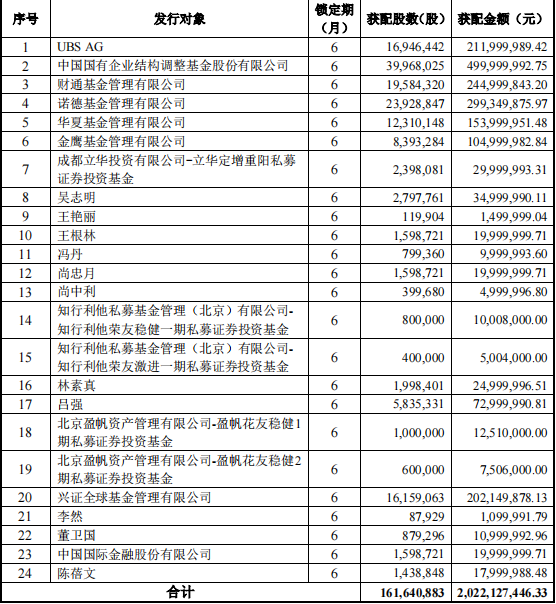 序号 发行对象 锁定期(月) 获配股数(股) 获配金额(元)
1 UBS AG 6 16,946,442 211,999,989.42
2 中国国有企业结构调整基金股份有限公司 6 39,968,025 499,999,992.75
3 财通基金管理有限公司 6 19,584,320 244,999,843.20
4 诺德基金管理有限公司 6 23,928,847 299,349,875.97
5 华夏基金管理有限公司 6 12,310,148 153,999,951.48
6 金鹰基金管理有限公司 6 8,393,284 104,999,982.84
7 成都立华投资有限公司-立华定增重阳私募证券投资基金 6 2,398,081 29,999,993.31
8 吴志明 6 2,797,761 34,999,990.11
9 王艳丽 6 119,904 1,499,999.04
10 王根林 6 1,598,721 19,999,999.71
11 冯丹 6 799,360 9,999,993.60
12 尚忠月 6 1,598,721 19,999,999.71
13 尚中利 6 399,680 4,999,996.80
14 知行利他私募基金管理（北京）有限公司-知行利他荣友稳健一期私募证券投资基金 6 800,000 10,008,000.00
15 知行利他私募基金管理（北京）有限公司-知行利他荣友激进一期私募证券投资基金 6 400,000 5,004,000.00
16 林素真 6 1,998,401 24,999,996.51
17 吕强 6 5,835,331 72,999,990.81
18 北京盈帆资产管理有限公司-盈帆花友稳健1期私募证券投资基金 6 1,000,000 12,510,000.00
19 北京盈帆资产管理有限公司-盈帆花友稳健2期私募证券投资基金 6 600,000 7,506,000.00
20 兴证全球基金管理有限公司 6 16,159,063 202,149,878.13
21 李然 6 87,929 1,099,991.79
22 董卫国 6 879,296 10,999,992.96
23 中国国际金融股份有限公司 6 1,598,721 19,999,999.71
24 陈蓓文 6 1,438,848 17,999,988.48
合计 161,640,883 2,022,127,446.33